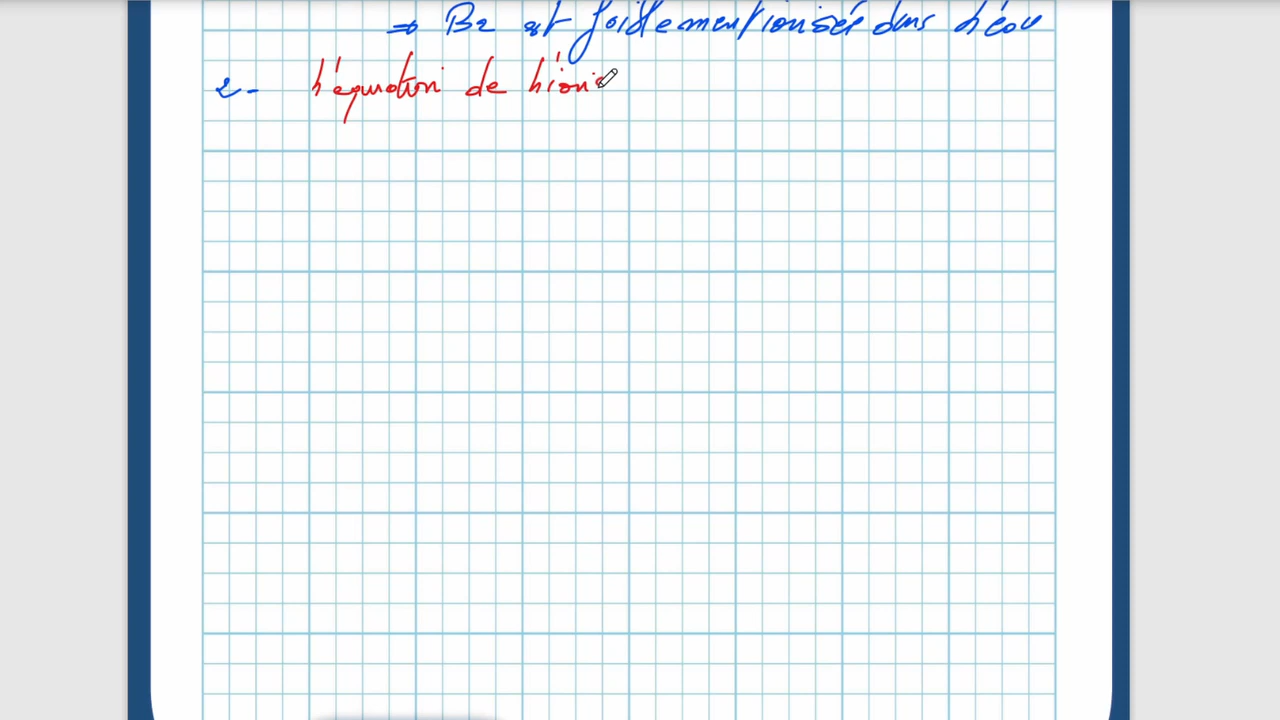 ⇒ B2 est faiblement ionisée dans l'eau
2- l'équation de l'ioni